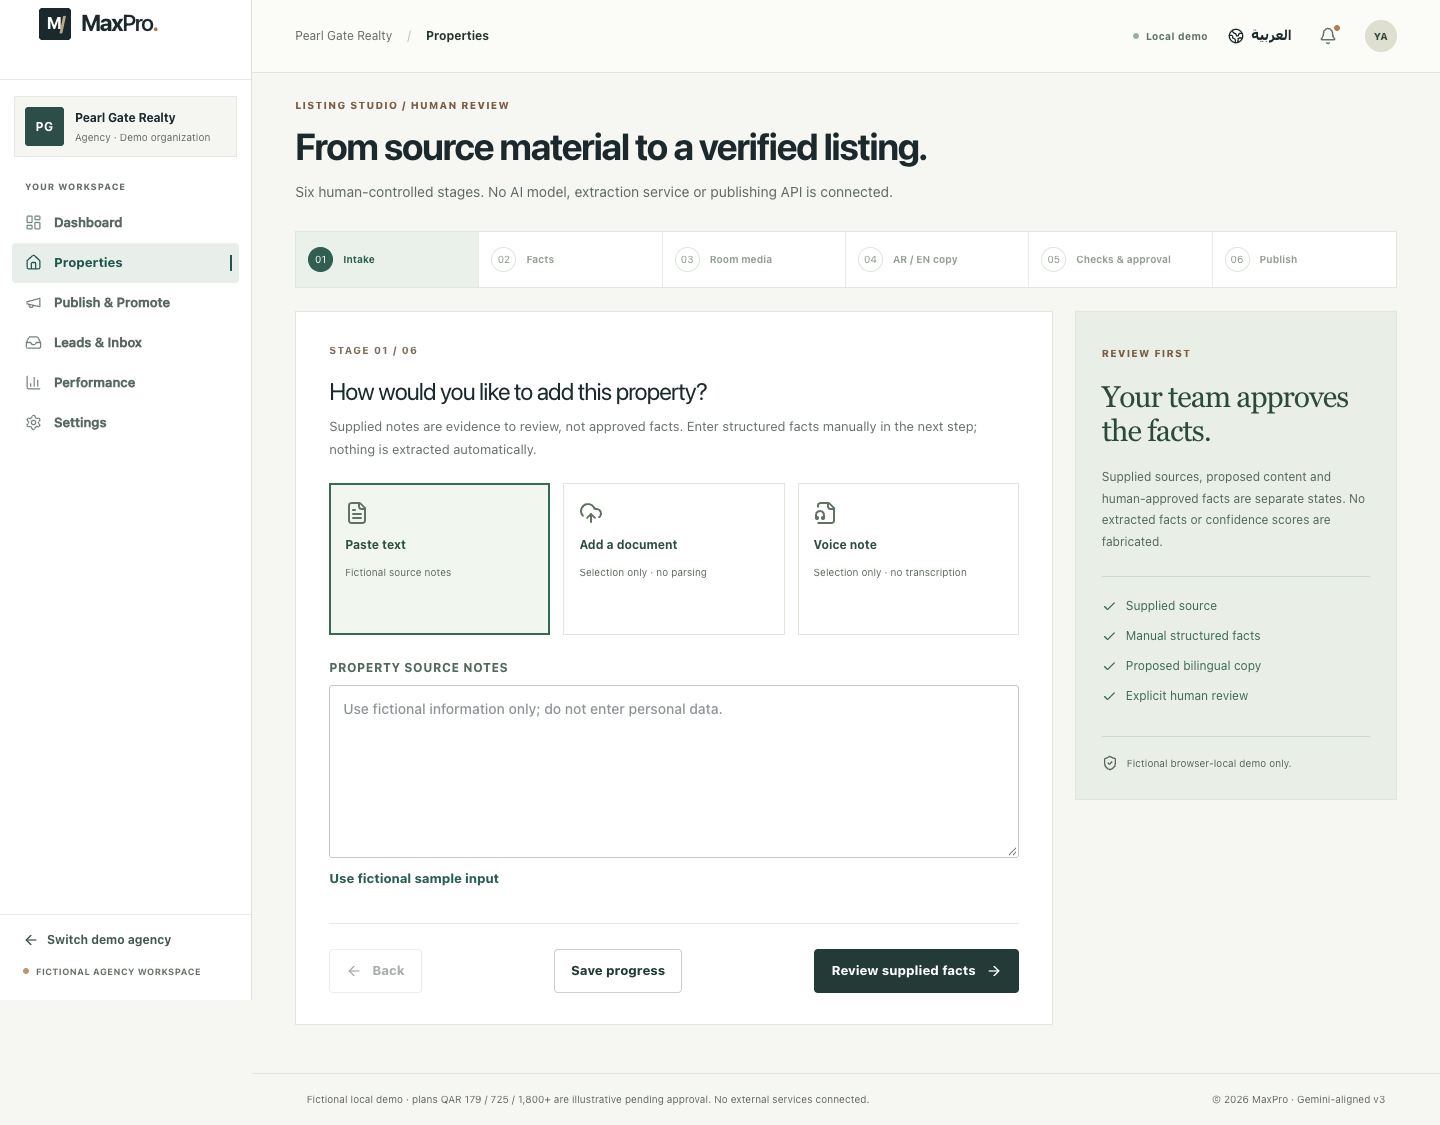 M/ MaxPro.
Pearl Gate Realty / Properties
Local demo
العربية
YA
PG
Pearl Gate Realty
Agency · Demo organization
YOUR WORKSPACE
Dashboard
Properties
Publish & Promote
Leads & Inbox
Performance
Settings
Switch demo agency
FICTIONAL AGENCY WORKSPACE
LISTING STUDIO / HUMAN REVIEW
From source material to a verified listing.
Six human-controlled stages. No AI model, extraction service or publishing API is connected.
01 Intake
02 Facts
03 Room media
04 AR / EN copy
05 Checks & approval
06 Publish
STAGE 01 / 06
How would you like to add this property?
Supplied notes are evidence to review, not approved facts. Enter structured facts manually in the next step;
nothing is extracted automatically.
Paste text
Fictional source notes
Add a document
Selection only · no parsing
Voice note
Selection only · no transcription
PROPERTY SOURCE NOTES
Use fictional information only; do not enter personal data.
Use fictional sample input
Back
Save progress
Review supplied facts
REVIEW FIRST
Your team approves
the facts.
Supplied sources, proposed content and
human-approved facts are separate states. No
extracted facts or confidence scores are
fabricated.
Supplied source
Manual structured facts
Proposed bilingual copy
Explicit human review
Fictional browser-local demo only.
Fictional local demo · plans QAR 179 / 725 / 1,800+ are illustrative pending approval. No external services connected.
© 2026 MaxPro · Gemini-aligned v3